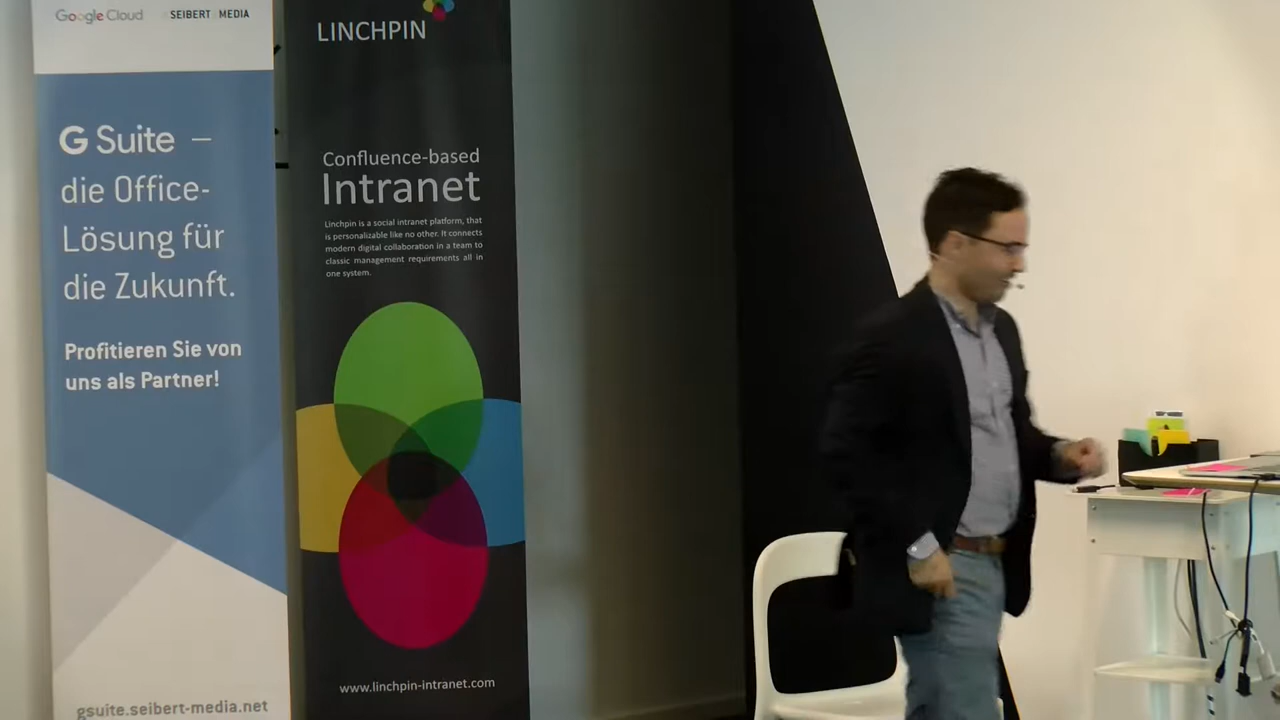 Google Cloud
SEIBERT MEDIA
G Suite –
die Office-
Lösung für
die Zukunft.
Profitieren Sie von
uns als Partner!
gsuite.seibert-media.net
LINCHPIN
Confluence-based
Intranet
Linchpin is a social intranet platform, that
is personalizable like no other. It connects
modern digital collaboration in a team to
classic management requirements all in
one system.
www.linchpin-intranet.com